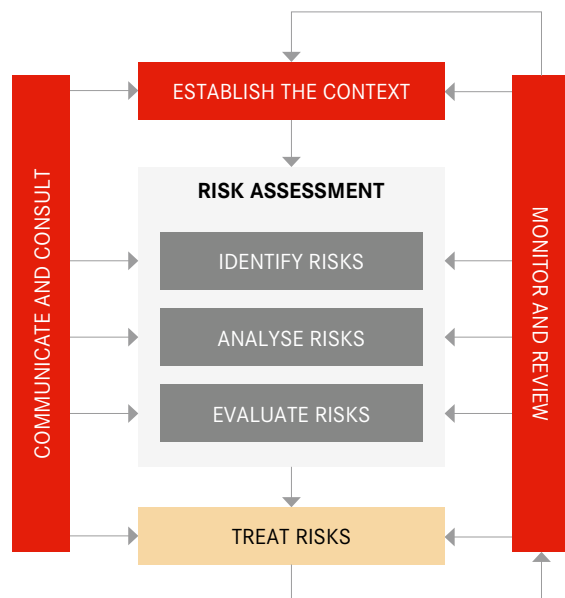 ESTABLISH THE CONTEXT
COMMUNICATE AND CONSULT
RISK ASSESSMENT
IDENTIFY RISKS
ANALYSE RISKS
EVALUATE RISKS
MONITOR AND REVIEW
TREAT RISKS